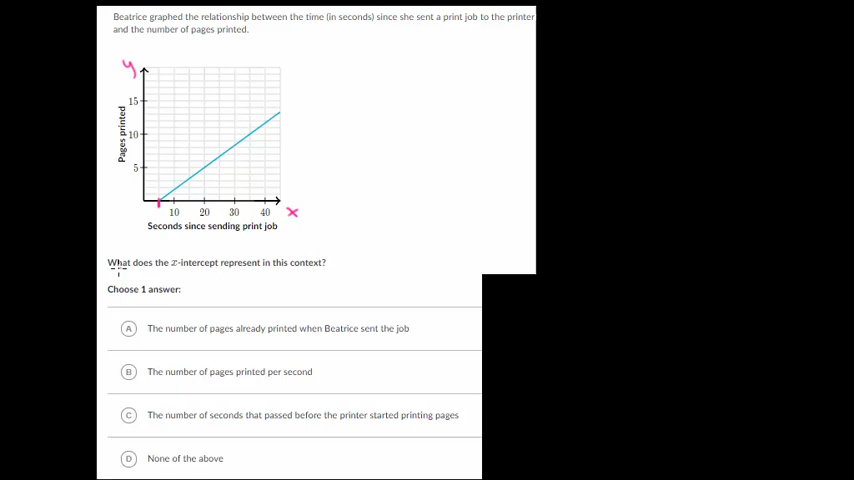 Beatrice graphed the relationship between the time (in seconds) since she sent a print job to the printer
and the number of pages printed.
y
15
10
5
Pages printed
10 20 30 40
x
Seconds since sending print job
What does the x-intercept represent in this context?
Choose 1 answer:
A The number of pages already printed when Beatrice sent the job
B The number of pages printed per second
C The number of seconds that passed before the printer started printing pages
D None of the above